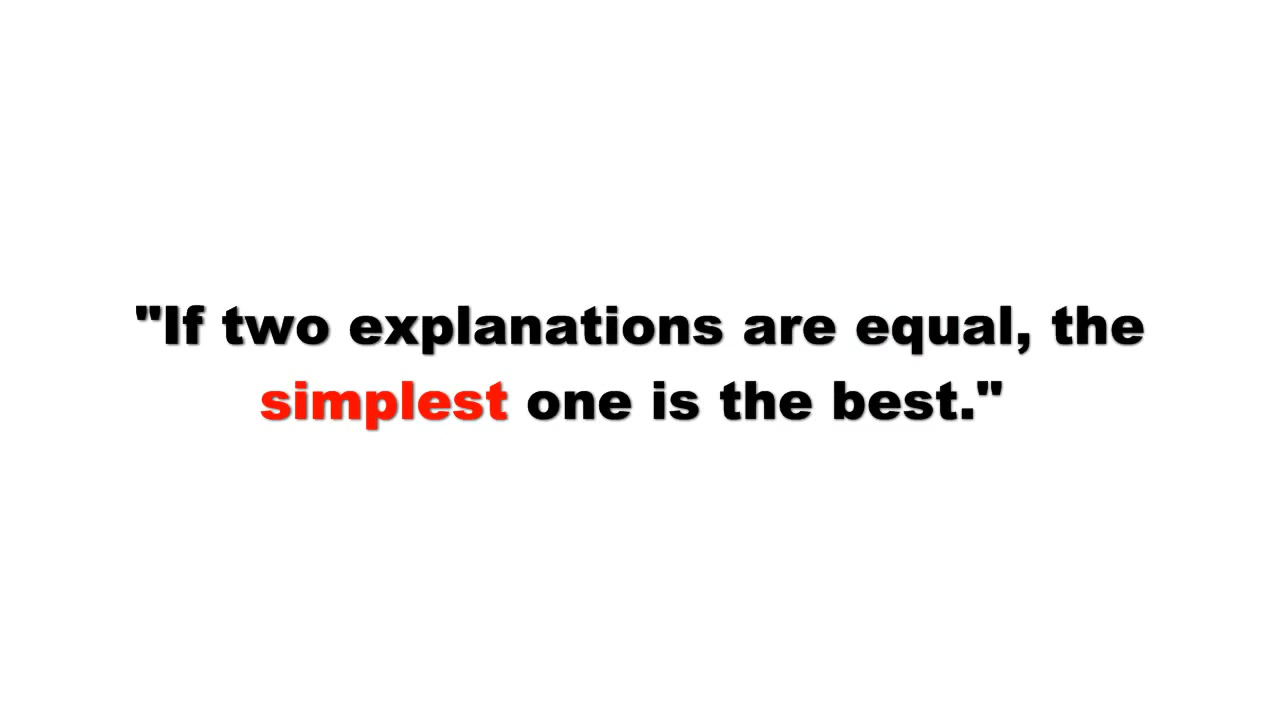 "If two explanations are equal, the
simplest one is the best."